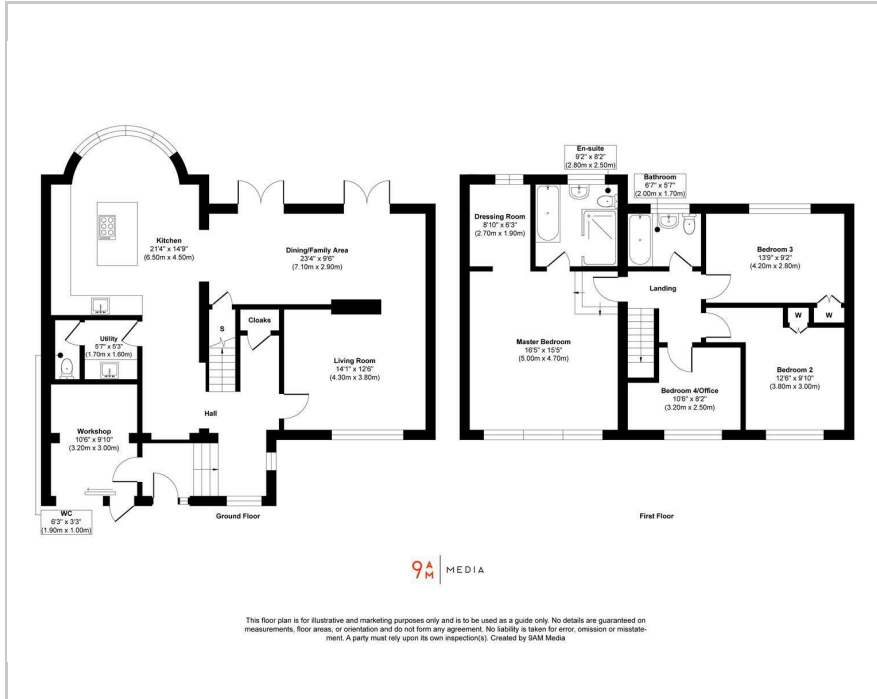 Kitchen
21'4" x 14'9"
(6.50m x 4.50m)
Dining/Family Area
23'4" x 9'6"
(7.10m x 2.90m)
Utility
5'7" x 5'3"
(1.70m x 1.60m)
S
Cloaks
Living Room
14'1" x 12'6"
(4.30m x 3.80m)
Hall
Workshop
10'6" x 9'10"
(3.20m x 3.00m)
WC
6'3" x 3'3"
(1.90m x 1.00m)
Ground Floor
En-suite
9'2" x 8'2"
(2.80m x 2.50m)
Bathroom
6'7" x 5'7"
(2.00m x 1.70m)
Dressing Room
8'10" x 6'3"
(2.70m x 1.90m)
Bedroom 3
13'9" x 9'2"
(4.20m x 2.80m)
Landing
W
W
Master Bedroom
16'5" x 15'5"
(5.00m x 4.70m)
Bedroom 2
12'6" x 9'10"
(3.80m x 3.00m)
Bedroom 4/Office
10'6" x 8'2"
(3.20m x 2.50m)
First Floor
9AM MEDIA
This floor plan is for illustrative and marketing purposes only and is to be used as a guide only. No details are guaranteed on
measurements, floor areas, or orientation and do not form any agreement. No liability is taken for error, omission or misstate-
ment. A party must rely upon its own inspection(s). Created by 9AM Media